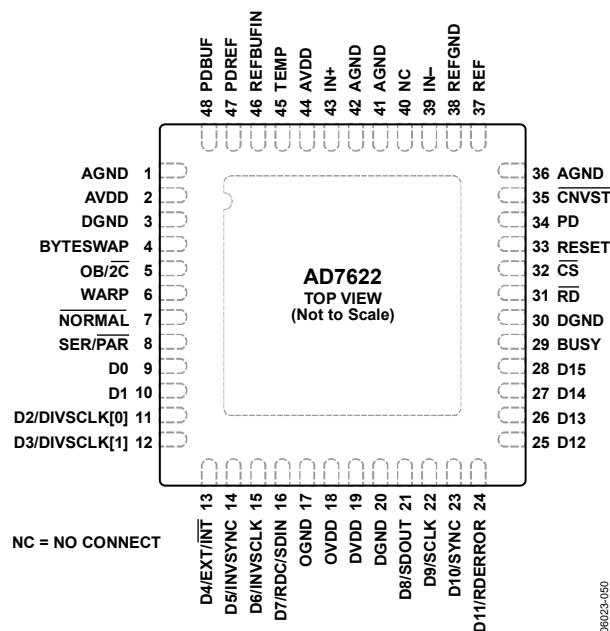 48 PDBUF
47 PDREF
46 REFBUFIN
45 TEMP
44 AVDD
43 IN+
42 AGND
41 AGND
40 NC
39 IN–
38 REFGND
37 REF
AGND 1
AVDD 2
DGND 3
BYTESWAP 4
OB/2C̅ 5
WARP 6
N̅O̅R̅M̅A̅L̅ 7
SER/P̅A̅R̅ 8
D0 9
D1 10
D2/DIVSCLK[0] 11
D3/DIVSCLK[1] 12
AD7622
TOP VIEW
(Not to Scale)
36 AGND
35 C̅N̅V̅S̅T̅
34 PD
33 RESET
32 C̅S̅
31 R̅D̅
30 DGND
29 BUSY
28 D15
27 D14
26 D13
25 D12
D4/EXT/I̅N̅T̅ 13
D5/INVSYNC 14
D6/INVSCLK 15
D7/RDC/SDIN 16
OGND 17
OVDD 18
DVDD 19
DGND 20
D8/SDOUT 21
D9/SCLK 22
D10/SYNC 23
D11/RDERROR 24
NC = NO CONNECT
06023-050